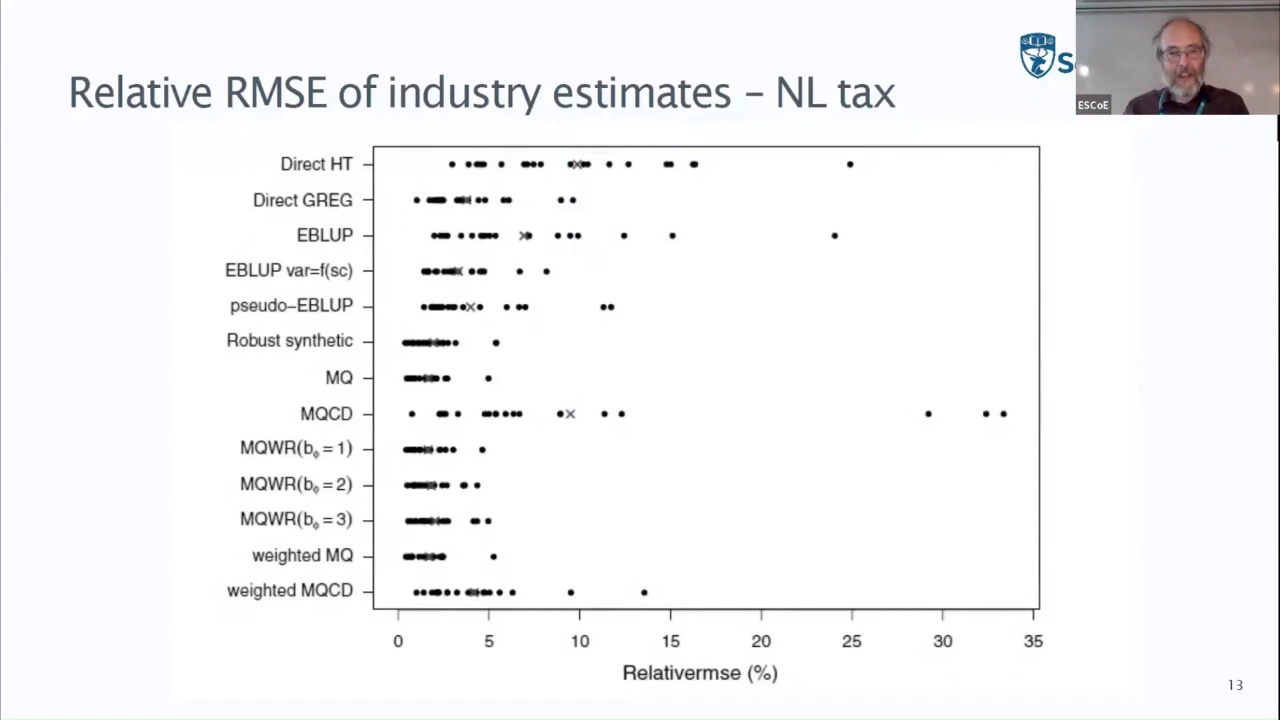 Relative RMSE of industry estimates – NL tax
S
ESCoE
Direct HT
Direct GREG
EBLUP
EBLUP var=f(sc)
pseudo–EBLUP
Robust synthetic
MQ
MQCD
MQWR(bϕ = 1)
MQWR(bϕ = 2)
MQWR(bϕ = 3)
weighted MQ
weighted MQCD
0 5 10 15 20 25 30 35
Relativermse (%)
13